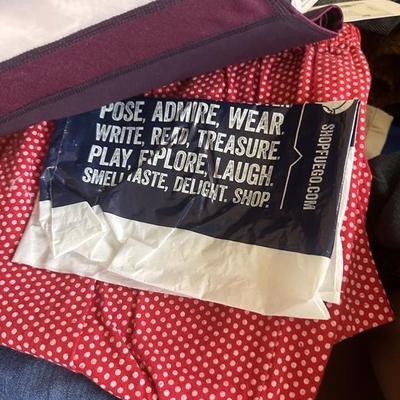 POSE, ADMIRE, WEAR.
WRITE, READ, TREASURE.
PLAY, EXPLORE, LAUGH.
SMELL, TASTE, DELIGHT. SHOP.
SHOPFUEGO.COM